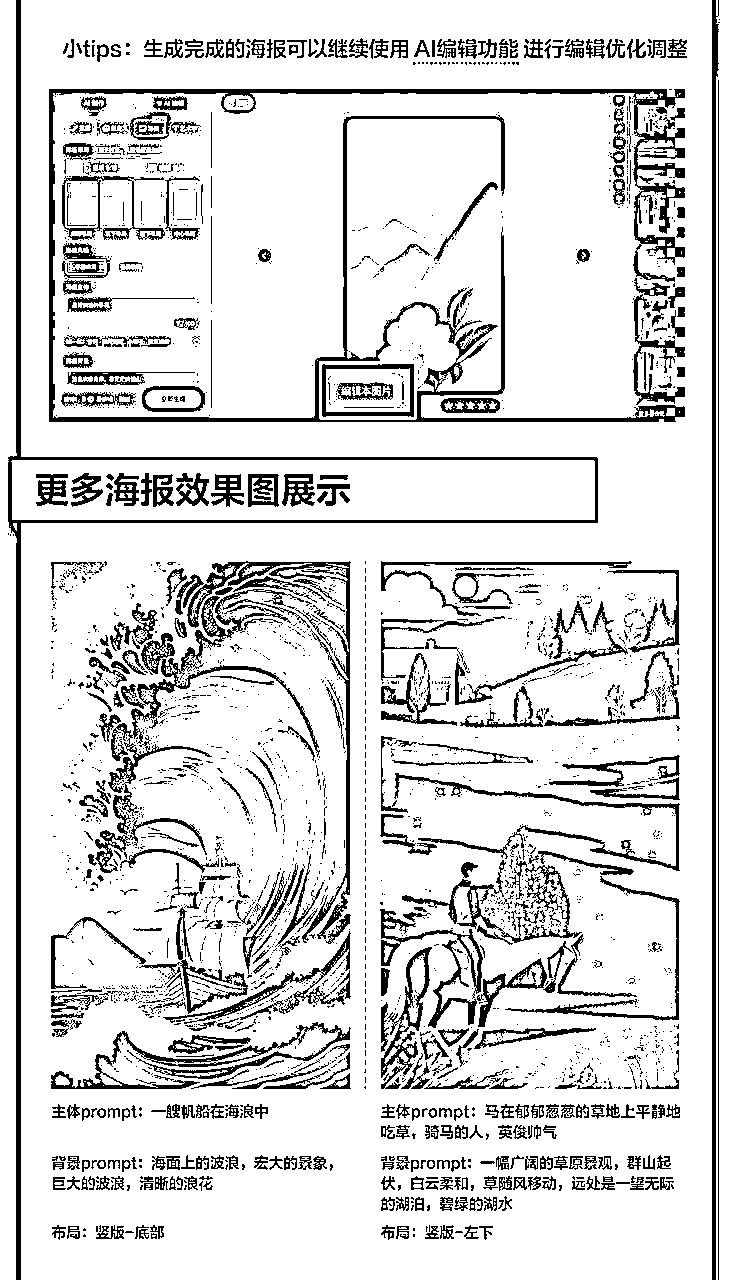 小tips：生成完成的海报可以继续使用 AI编辑功能 进行编辑优化调整
编辑本图片
立即生成
更多海报效果图展示
主体prompt：一艘帆船在海浪中
背景prompt：海面上的波浪，宏大的景象，
巨大的波浪，清晰的浪花
布局：竖版-底部
主体prompt：马在郁郁葱葱的草地上平静地
吃草，骑马的人，英俊帅气
背景prompt：一幅广阔的草原景观，群山起
伏，白云柔和，草随风移动，远处是一望无际
的湖泊，碧绿的湖水
布局：竖版-左下